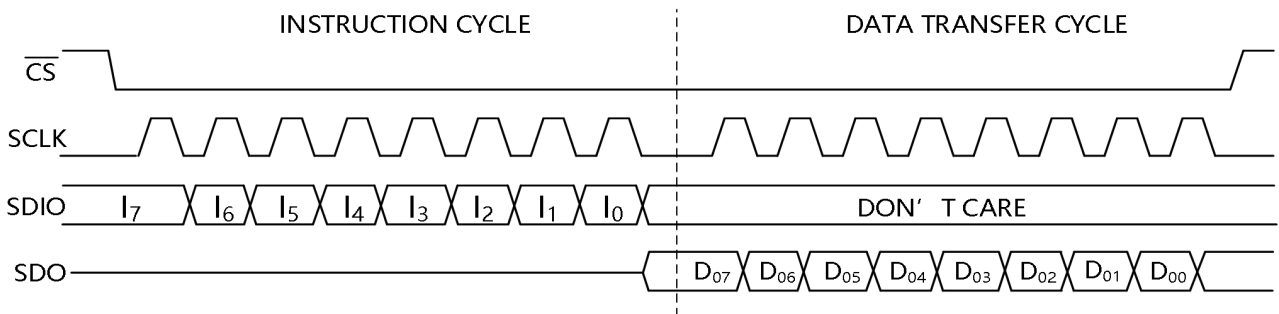 INSTRUCTION CYCLE DATA TRANSFER CYCLE
CS
SCLK
SDIO I7 I6 I5 I4 I3 I2 I1 I0 DON' T CARE
SDO D07 D06 D05 D04 D03 D02 D01 D00